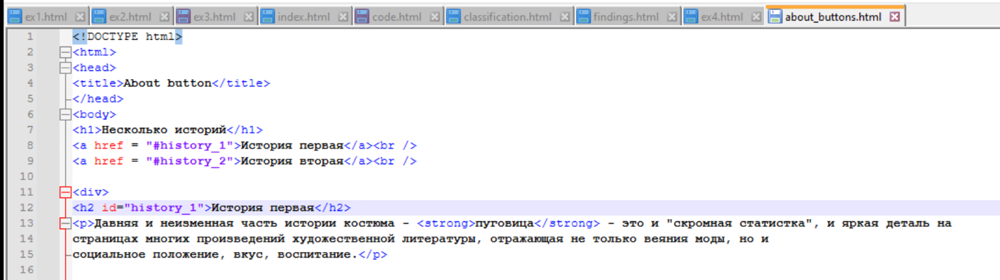 ex1.html ex2.html ex3.html index.html code.html classification.html findings.html ex4.html about_buttons.html
1 <!DOCTYPE html>
2 <html>
3 <head>
4 <title>About button</title>
5 </head>
6 <body>
7 <h1>Несколько историй</h1>
8 <a href = "#history_1">История первая</a><br />
9 <a href = "#history_2">История вторая</a><br />
10
11 <div>
12 <h2 id="history_1">История первая</h2>
13 <p>Давняя и неизменная часть истории костюма - <strong>пуговица</strong> - это и "скромная статистка", и яркая деталь на
14 страницах многих произведений художественной литературы, отражающая не только веяния моды, но и
15 социальное положение, вкус, воспитание.</p>
16